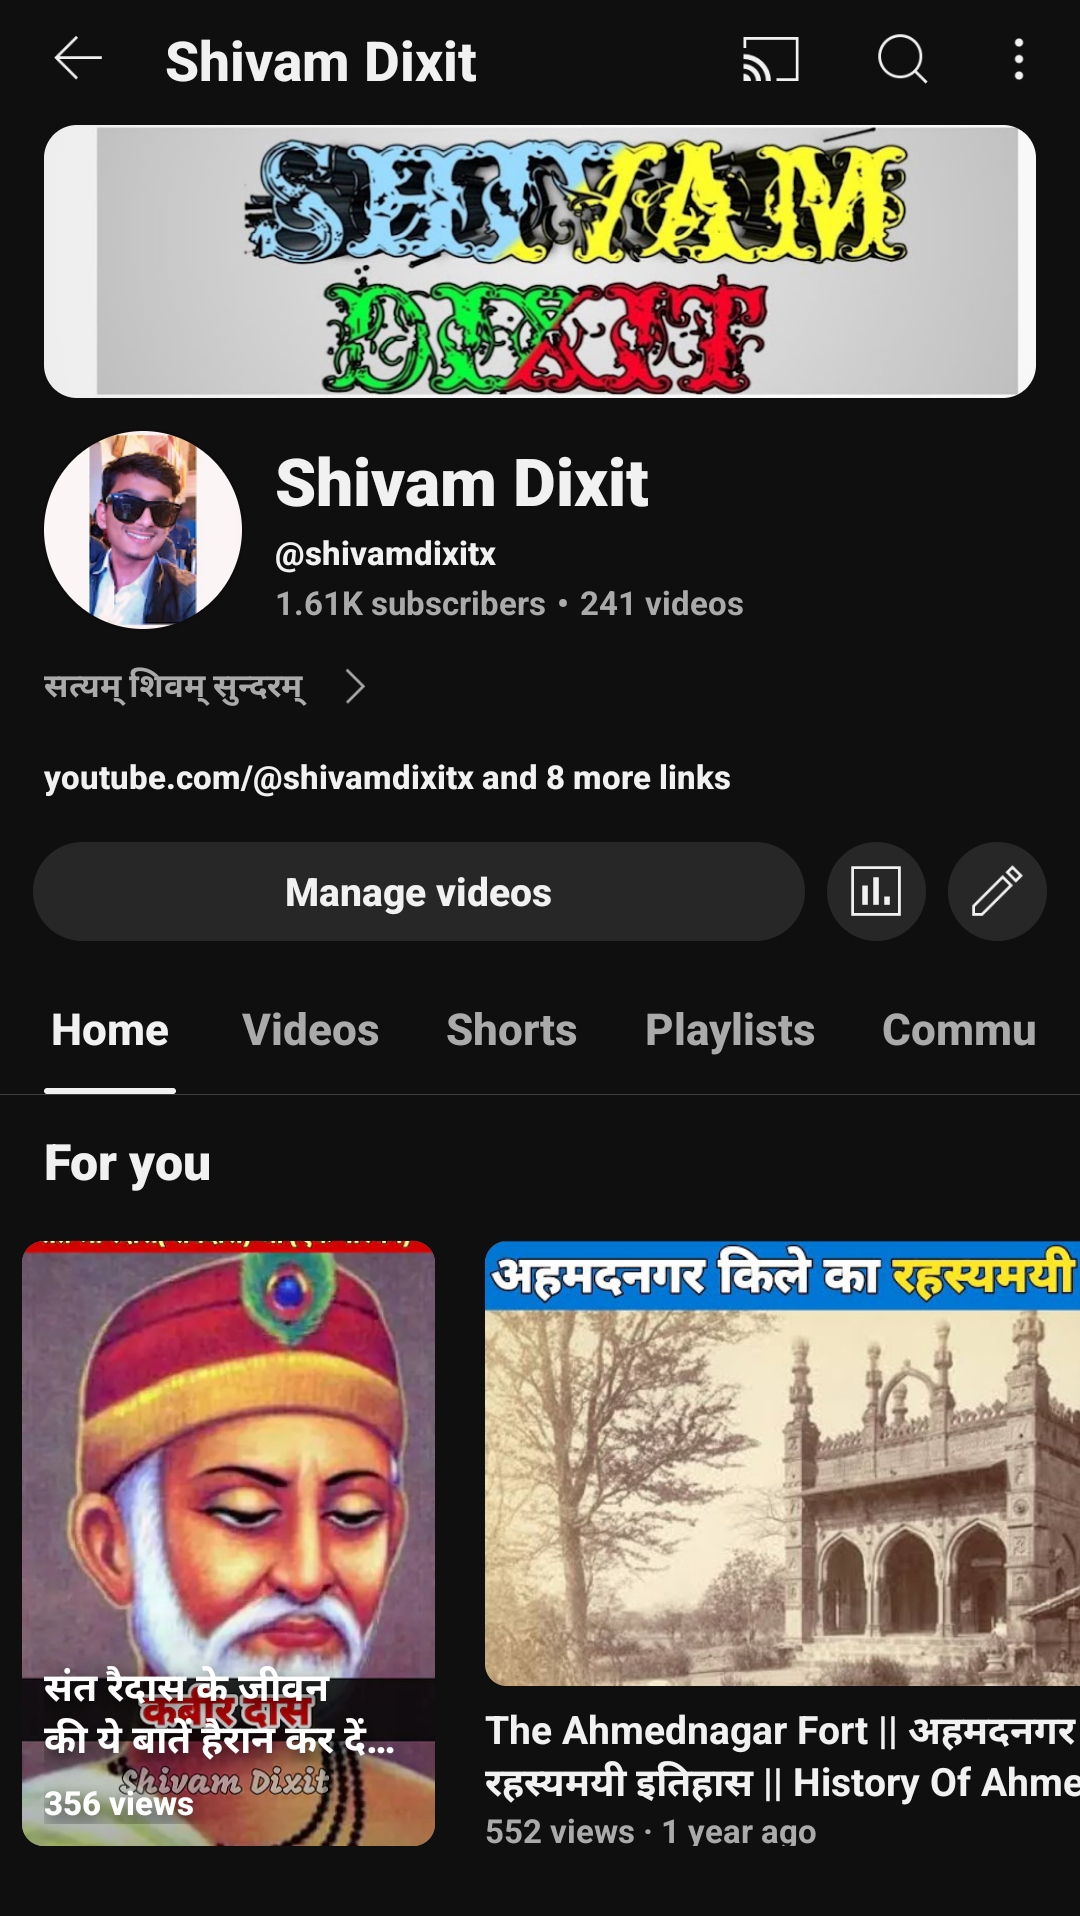 Shivam Dixit
SHIVAM
DIXIT
Shivam Dixit
@shivamdixitx
1.61K subscribers • 241 videos
सत्यम् शिवम् सुन्दरम्
youtube.com/@shivamdixitx and 8 more links
Manage videos
Home Videos Shorts Playlists Commu
For you
संत रैदास के जीवन
की ये बातें हैरान कर दें...
कबीर दास
Shivam Dixit
356 views
अहमदनगर किले का रहस्यमयी
The Ahmednagar Fort || अहमदनगर
रहस्यमयी इतिहास || History Of Ahme
552 views · 1 year ago